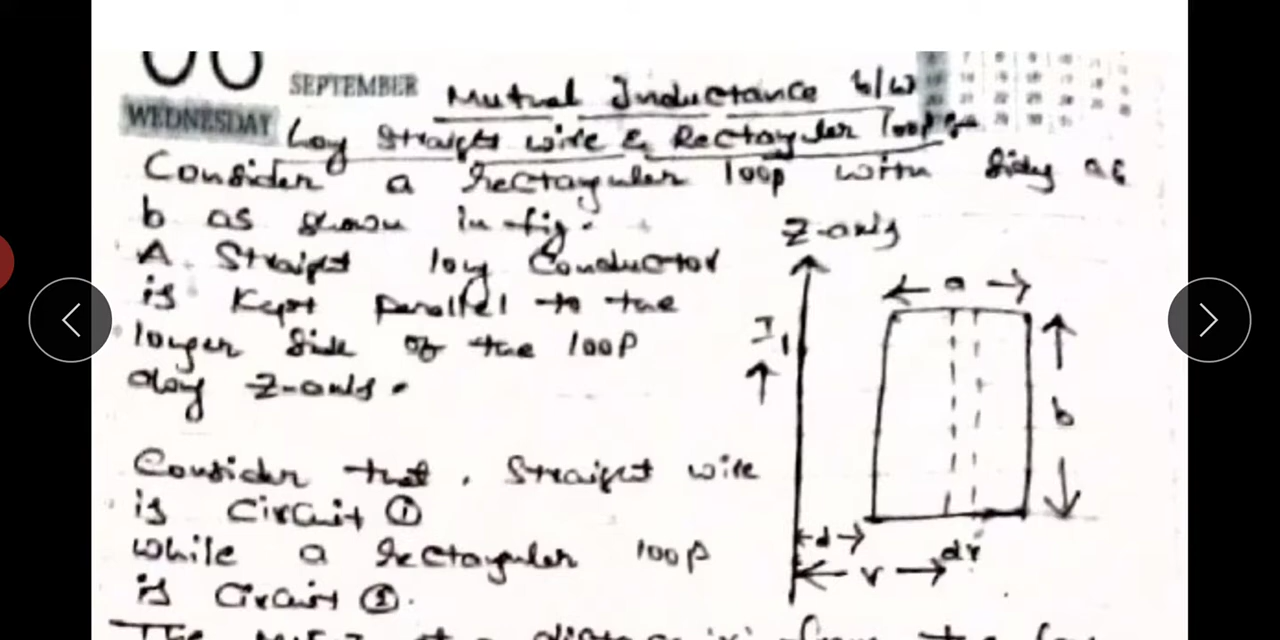 SEPTEMBER Mutual Inductance b/w
WEDNESDAY Long Straight wire & Rectangular loop
Consider a rectangular loop with sides a &
b as shown in fig.
Z-axis
A Straight long Conductor
is Kept parallel to the
longer Side of the loop
along Z-axis.
a
I1
b
Consider that, Straight wire
is Circuit ①
while a rectangular loop
is Circuit ②.
d
dr
r
The